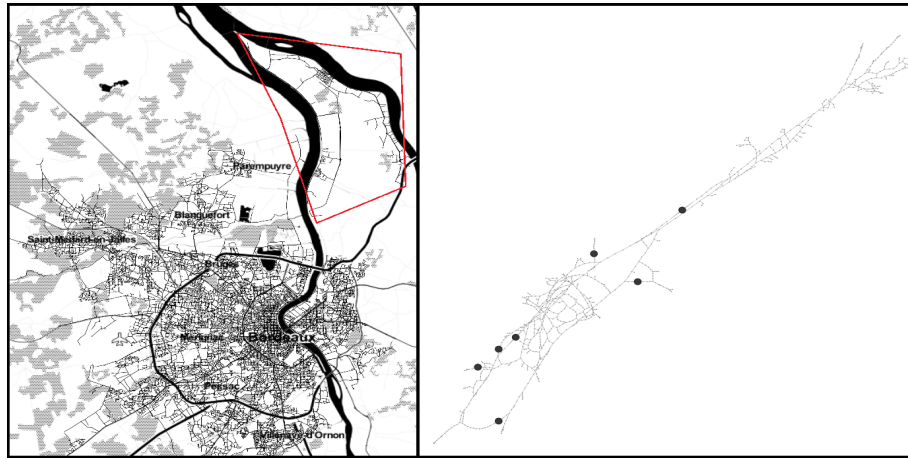 Parempuyre
Blanquefort
Saint-Médard-en-Jalles
Bruges
Mérignac
Bordeaux
Pessac
Villenave-d'Ornon